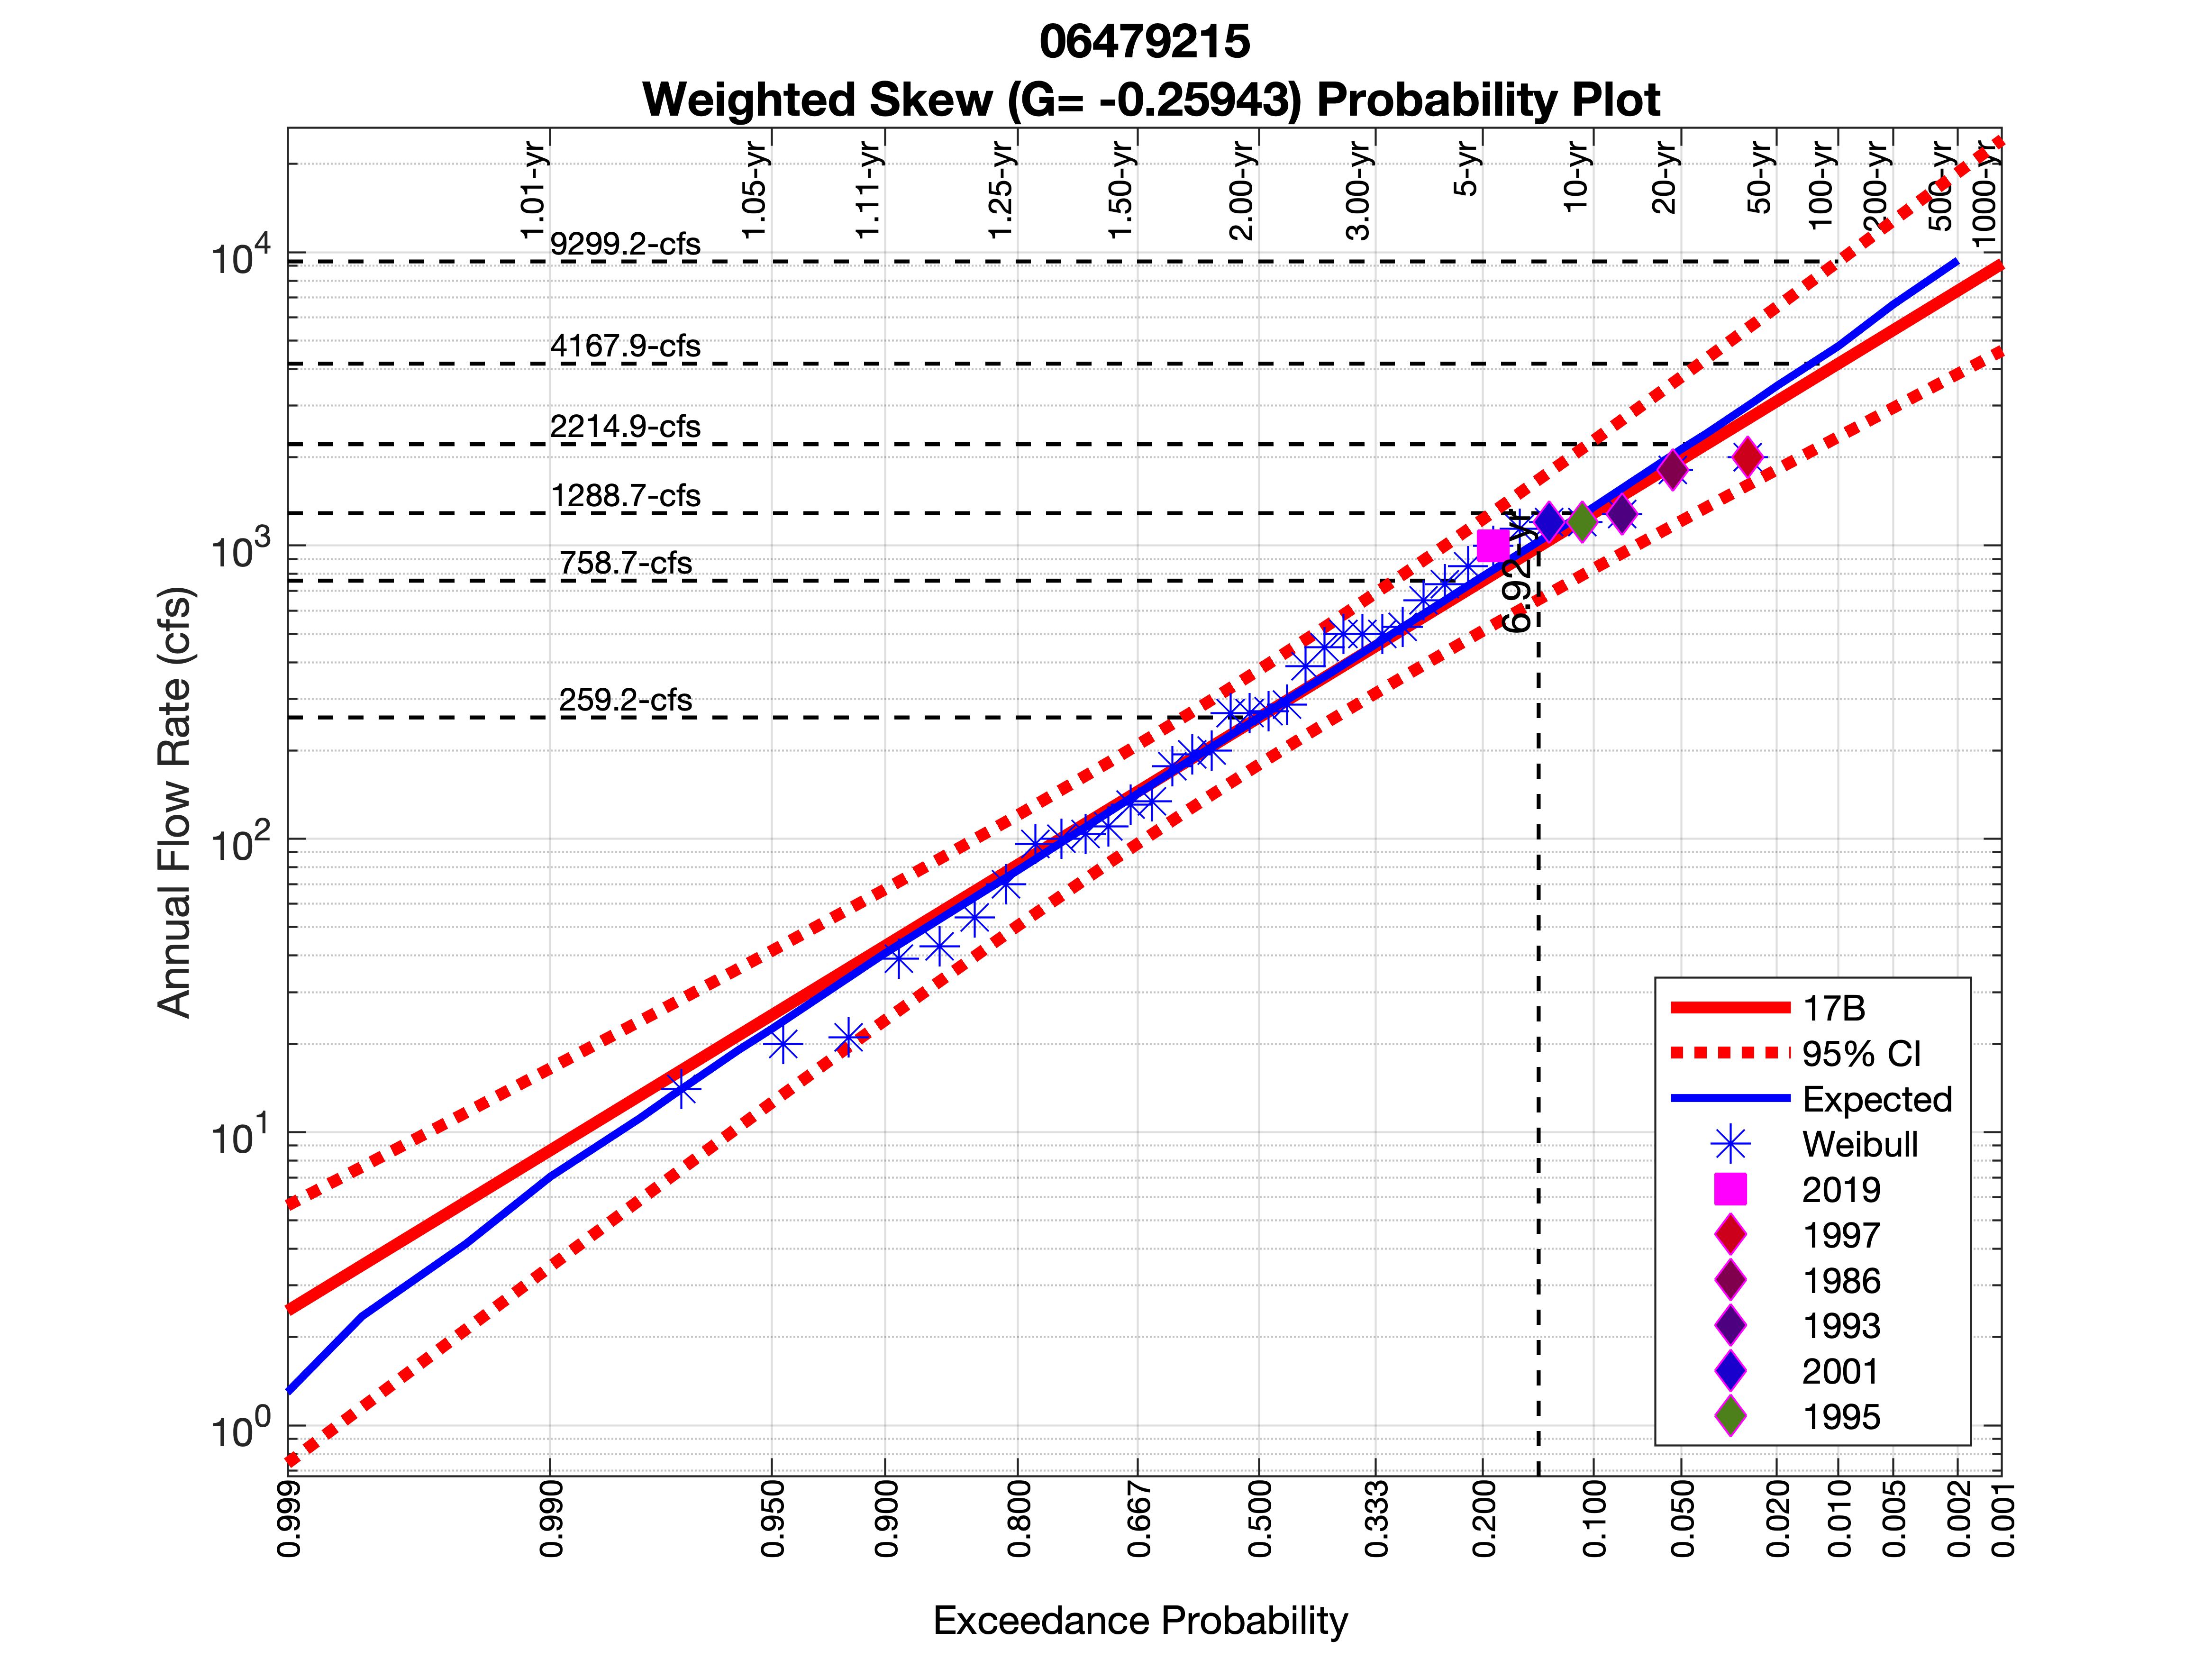 06479215
Weighted Skew (G= -0.25943) Probability Plot
1.01-yr
1.05-yr
1.11-yr
1.25-yr
1.50-yr
2.00-yr
3.00-yr
5-yr
10-yr
20-yr
50-yr
100-yr
200-yr
500-yr
1000-yr
9299.2-cfs
4167.9-cfs
2214.9-cfs
1288.7-cfs
758.7-cfs
259.2-cfs
6.92-yr
10^4
10^3
10^2
10^1
10^0
Annual Flow Rate (cfs)
17B
95% CI
Expected
Weibull
2019
1997
1986
1993
2001
1995
0.999
0.990
0.950
0.900
0.800
0.667
0.500
0.333
0.200
0.100
0.050
0.020
0.010
0.005
0.002
0.001
Exceedance Probability